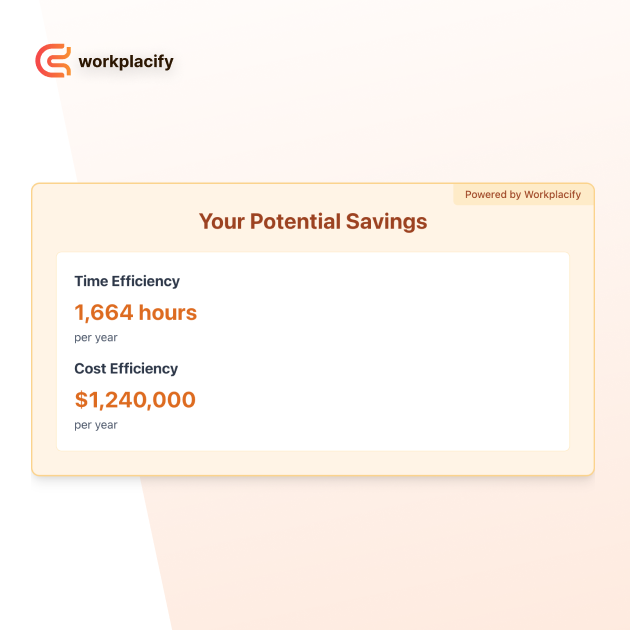 workplacify
Powered by Workplacify
Your Potential Savings
Time Efficiency
1,664 hours
per year
Cost Efficiency
$1,240,000
per year